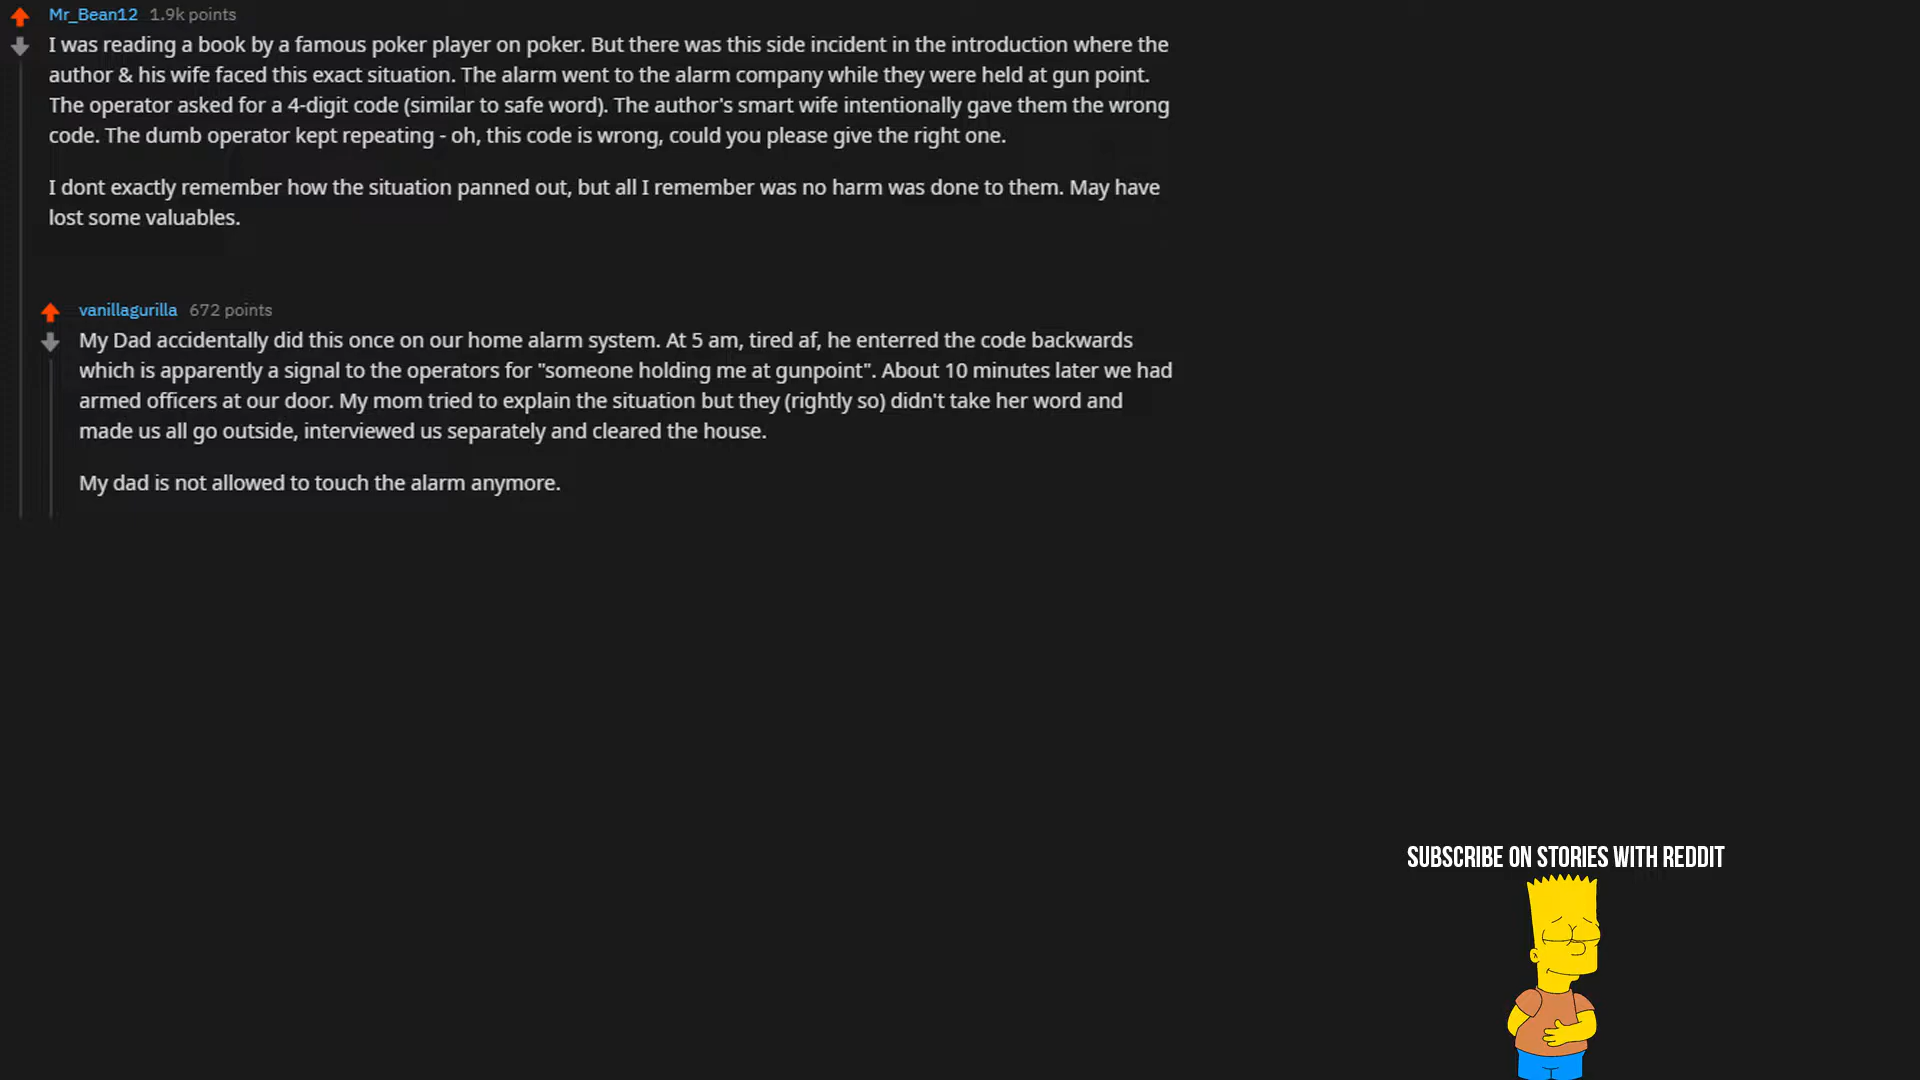 Mr_Bean12 1.9k points
I was reading a book by a famous poker player on poker. But there was this side incident in the introduction where the
author & his wife faced this exact situation. The alarm went to the alarm company while they were held at gun point.
The operator asked for a 4-digit code (similar to safe word). The author's smart wife intentionally gave them the wrong
code. The dumb operator kept repeating - oh, this code is wrong, could you please give the right one.
I dont exactly remember how the situation panned out, but all I remember was no harm was done to them. May have
lost some valuables.
vanillagurilla 672 points
My Dad accidentally did this once on our home alarm system. At 5 am, tired af, he enterred the code backwards
which is apparently a signal to the operators for "someone holding me at gunpoint". About 10 minutes later we had
armed officers at our door. My mom tried to explain the situation but they (rightly so) didn't take her word and
made us all go outside, interviewed us separately and cleared the house.
My dad is not allowed to touch the alarm anymore.
SUBSCRIBE ON STORIES WITH REDDIT